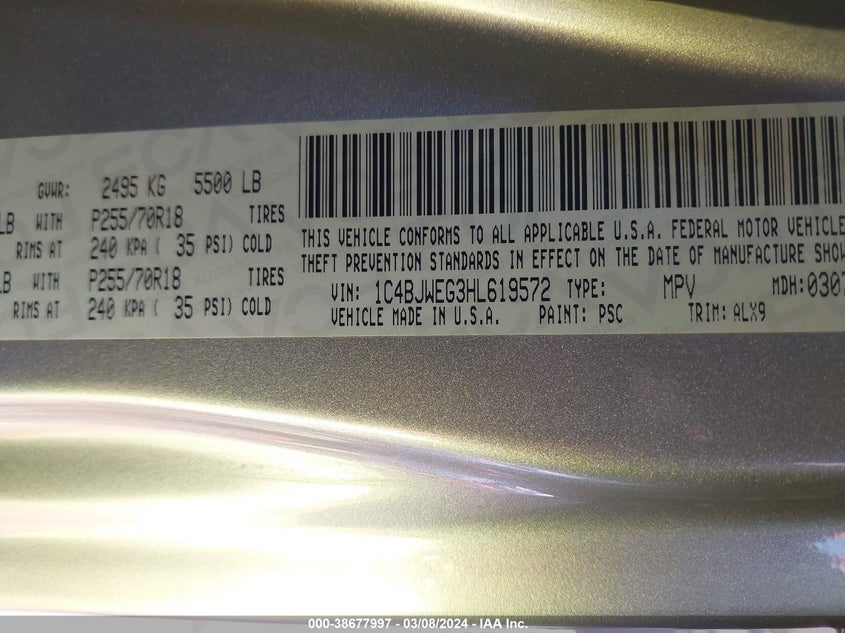 GVWR: 2495 KG 5500 LB
LB WITH P255/70R18 TIRES
RIMS AT 240 KPA ( 35 PSI) COLD
LB WITH P255/70R18 TIRES
RIMS AT 240 KPA ( 35 PSI) COLD
THIS VEHICLE CONFORMS TO ALL APPLICABLE U.S.A. FEDERAL MOTOR VEHICLE
THEFT PREVENTION STANDARDS IN EFFECT ON THE DATE OF MANUFACTURE SHOW
VIN: 1C4BJWEG3HL619572 TYPE: MPV MDH: 0307
VEHICLE MADE IN U.S.A. PAINT: PSC TRIM: ALX9
000-38677997 - 03/08/2024 - IAA Inc.